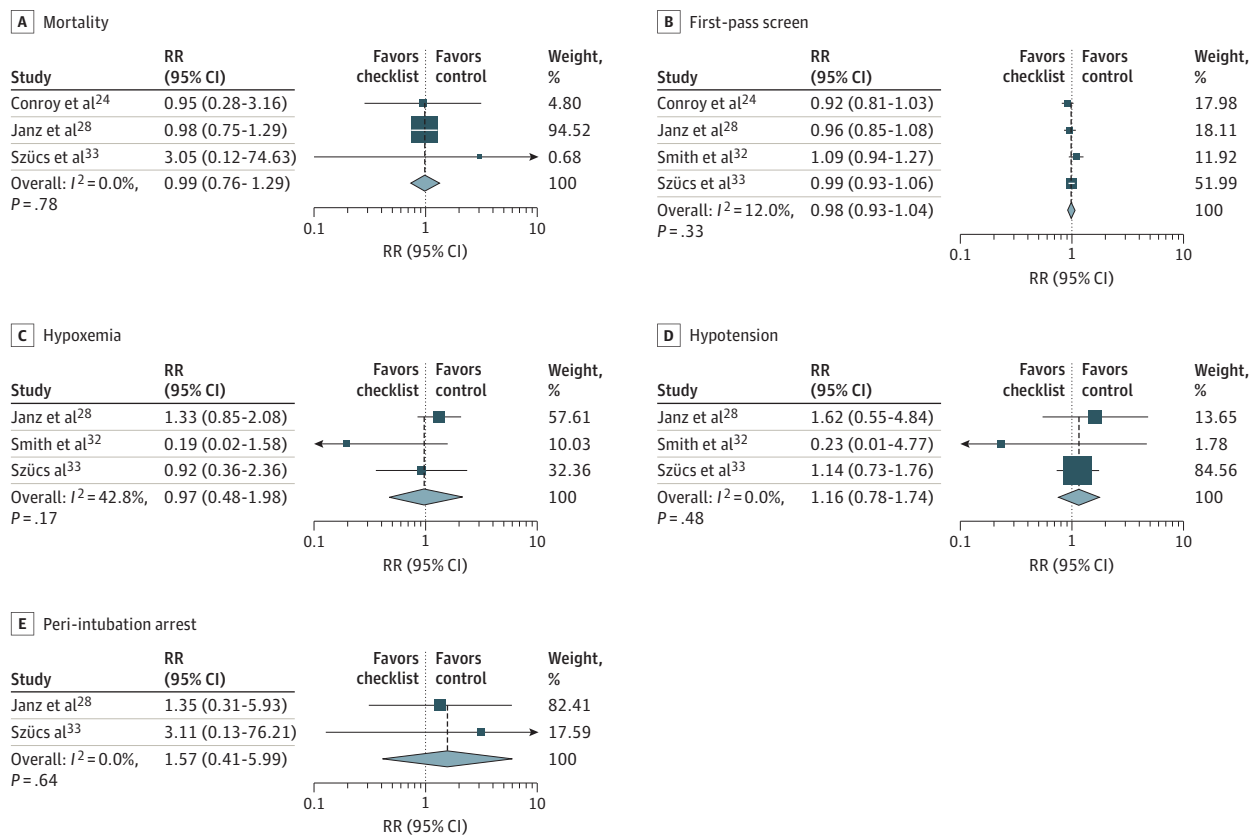 A Mortality
Study RR (95% CI) Favors checklist Favors control Weight, %
Conroy et al24 0.95 (0.28-3.16) 4.80
Janz et al28 0.98 (0.75-1.29) 94.52
Szücs et al33 3.05 (0.12-74.63) 0.68
Overall: I2 = 0.0%, 0.99 (0.76- 1.29) 100
P = .78
0.1 1 10
RR (95% CI)
B First-pass screen
Study RR (95% CI) Favors checklist Favors control Weight, %
Conroy et al24 0.92 (0.81-1.03) 17.98
Janz et al28 0.96 (0.85-1.08) 18.11
Smith et al32 1.09 (0.94-1.27) 11.92
Szücs et al33 0.99 (0.93-1.06) 51.99
Overall: I2 = 12.0%, 0.98 (0.93-1.04) 100
P = .33
0.1 1 10
RR (95% CI)
C Hypoxemia
Study RR (95% CI) Favors checklist Favors control Weight, %
Janz et al28 1.33 (0.85-2.08) 57.61
Smith et al32 0.19 (0.02-1.58) 10.03
Szücs al33 0.92 (0.36-2.36) 32.36
Overall: I2 = 42.8%, 0.97 (0.48-1.98) 100
P = .17
0.1 1 10
RR (95% CI)
D Hypotension
Study RR (95% CI) Favors checklist Favors control Weight, %
Janz et al28 1.62 (0.55-4.84) 13.65
Smith et al32 0.23 (0.01-4.77) 1.78
Szücs et al33 1.14 (0.73-1.76) 84.56
Overall: I2 = 0.0%, 1.16 (0.78-1.74) 100
P = .48
0.1 1 10
RR (95% CI)
E Peri-intubation arrest
Study RR (95% CI) Favors checklist Favors control Weight, %
Janz et al28 1.35 (0.31-5.93) 82.41
Szücs al33 3.11 (0.13-76.21) 17.59
Overall: I2 = 0.0%, 1.57 (0.41-5.99) 100
P = .64
0.1 1 10
RR (95% CI)